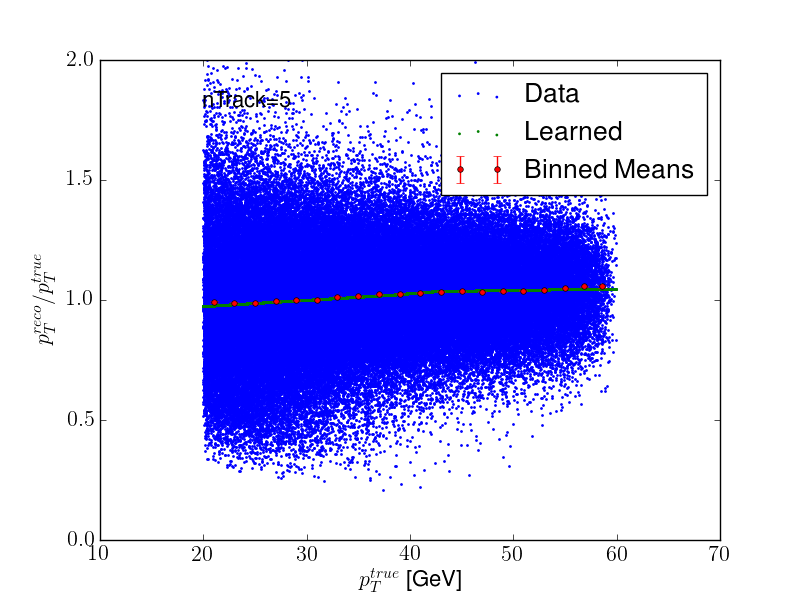 2.0
1.5
1.0
0.5
0.0
10
20
30
40
50
60
70
nTrack=5
Data
Learned
Binned Means
p_T^{reco}/p_T^{true}
p_T^{true} [GeV]